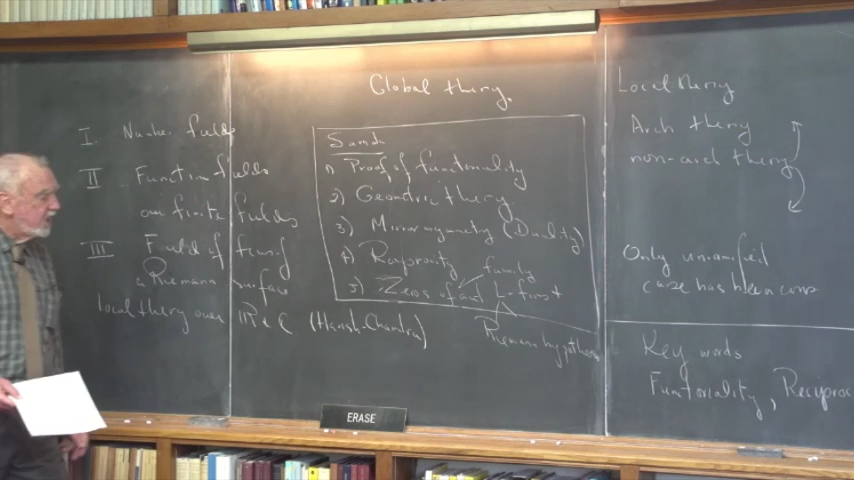 Global theory.
I. Number fields
II Function fields
on finite fields
III Field of func of
a Riemann surface
local theory over IR & C (Harish-Chandra)
1) Proof of functoriality
2) Geometric theory
3) Mirror symmetry (Duality)
4) Reciprocity
5) Zeros of L-funct
family
Riemann hypothesis
Local theory
Arch theory
non-arch theory
Only unramified
case has been cons
Key words
Functoriality, Reciproc
ERASE